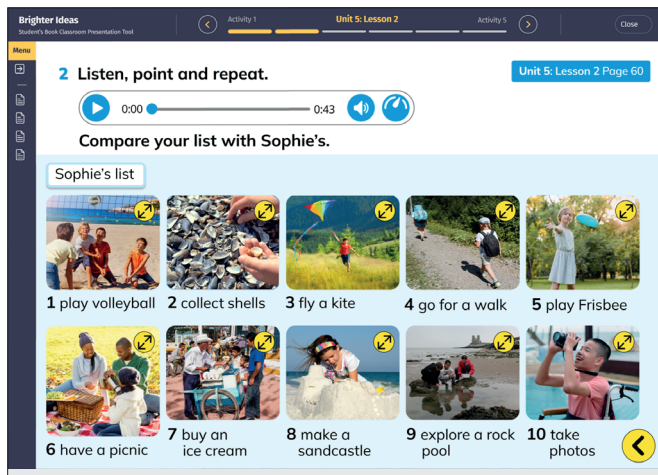 Brighter Ideas
Student's Book Classroom Presentation Tool
Activity 1
Unit 5: Lesson 2
Activity 5
Close
Menu
2 Listen, point and repeat.
Unit 5: Lesson 2 Page 60
0:00
0:43
Compare your list with Sophie's.
Sophie's list
1 play volleyball
2 collect shells
3 fly a kite
4 go for a walk
5 play Frisbee
6 have a picnic
7 buy an
ice cream
8 make a
sandcastle
9 explore a rock
pool
10 take
photos